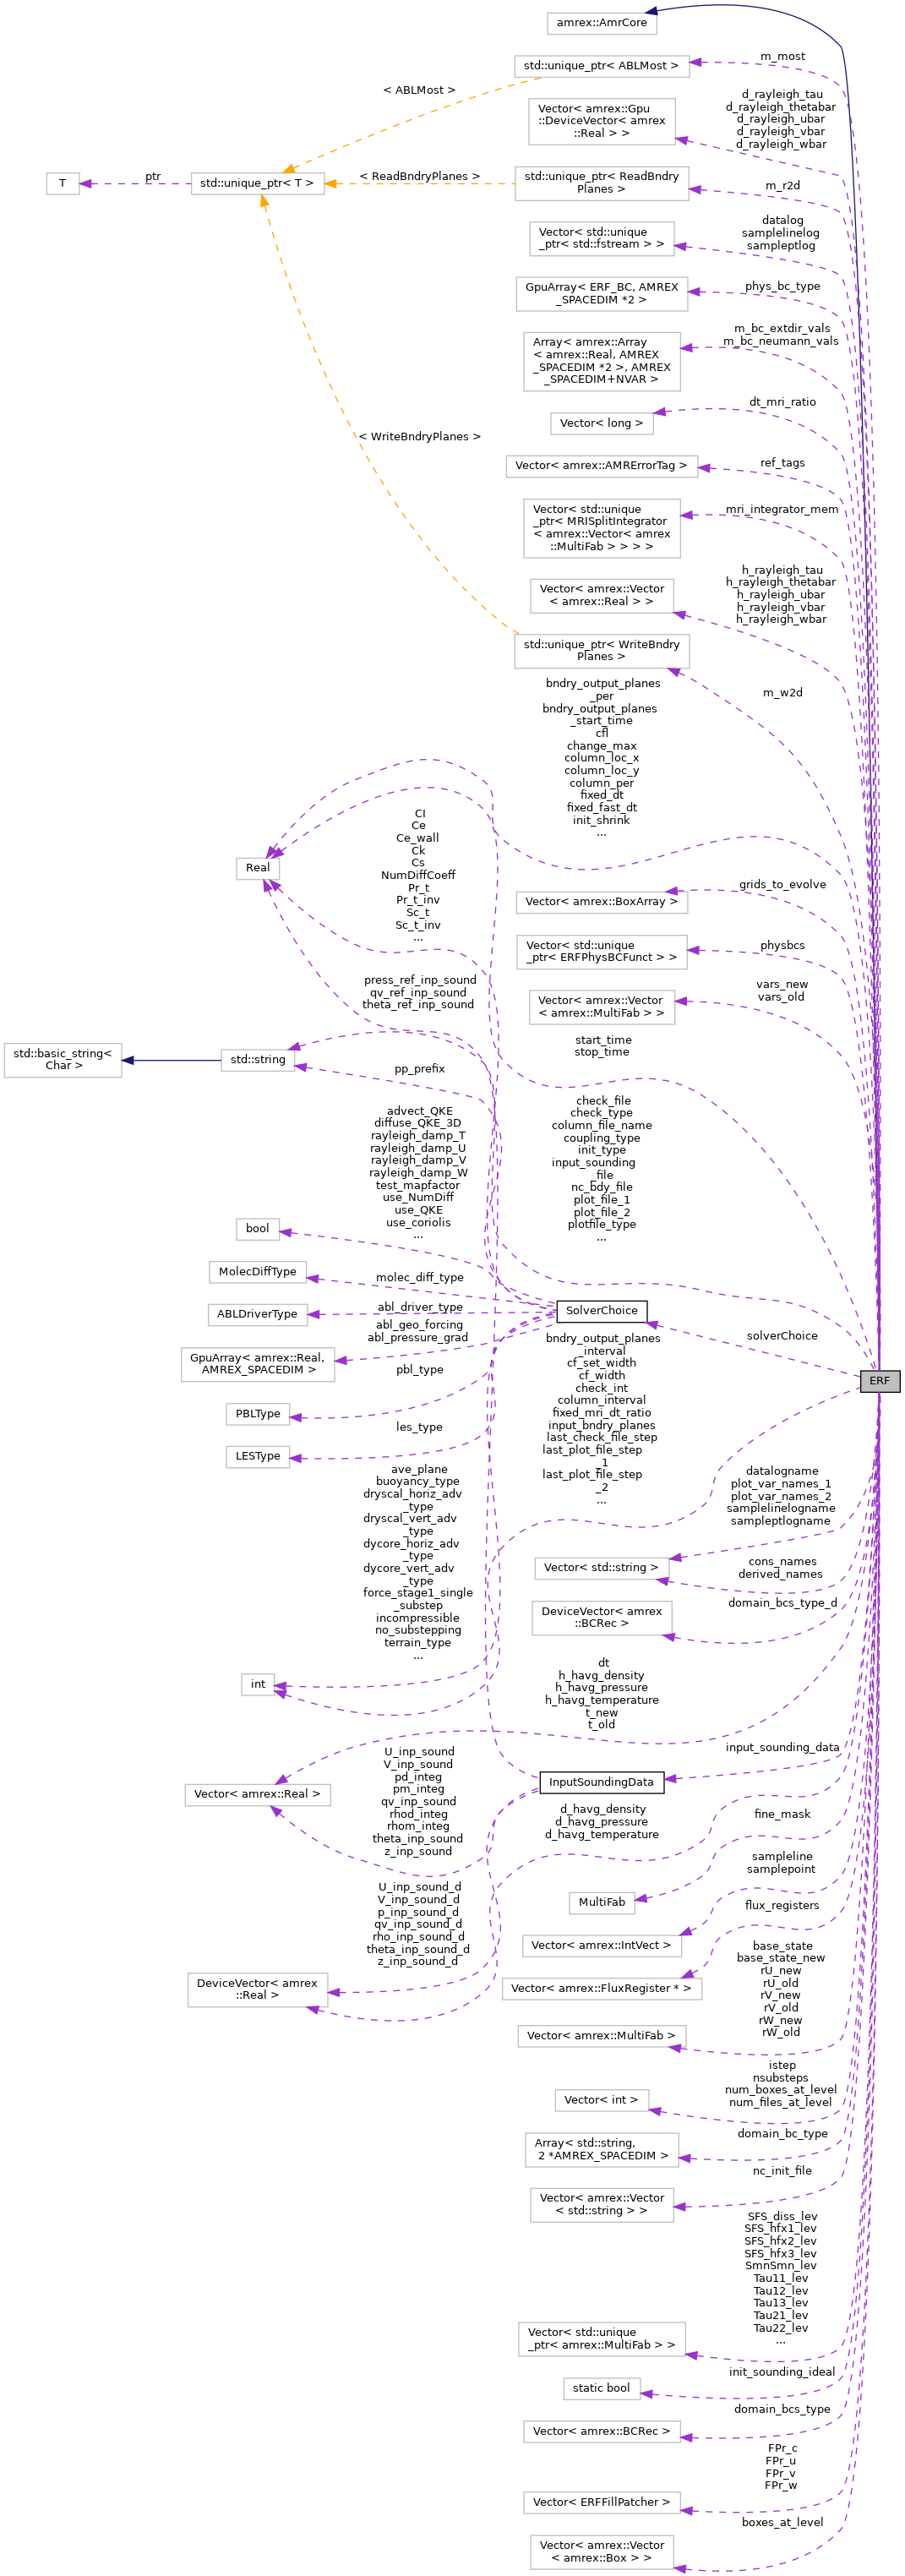 amrex::AmrCore
std::unique_ptr< ABLMost >
m_most
< ABLMost >
Vector< amrex::Gpu
::DeviceVector< amrex
::Real > >
d_rayleigh_tau
d_rayleigh_thetabar
d_rayleigh_ubar
d_rayleigh_vbar
d_rayleigh_wbar
T
ptr
std::unique_ptr< T >
< ReadBndryPlanes >
std::unique_ptr< ReadBndry
Planes >
m_r2d
Vector< std::unique
_ptr< std::fstream > >
datalog
samplelinelog
sampleptlog
GpuArray< ERF_BC, AMREX
_SPACEDIM *2 >
phys_bc_type
Array< amrex::Array
< amrex::Real, AMREX
_SPACEDIM *2 >, AMREX
_SPACEDIM+NVAR >
m_bc_extdir_vals
m_bc_neumann_vals
Vector< long >
dt_mri_ratio
< WriteBndryPlanes >
Vector< amrex::AMRErrorTag >
ref_tags
Vector< std::unique
_ptr< MRISplitIntegrator
< amrex::Vector< amrex
::MultiFab > > > >
mri_integrator_mem
Vector< amrex::Vector
< amrex::Real > >
h_rayleigh_tau
h_rayleigh_thetabar
h_rayleigh_ubar
h_rayleigh_vbar
h_rayleigh_wbar
std::unique_ptr< WriteBndry
Planes >
m_w2d
bndry_output_planes
_per
bndry_output_planes
_start_time
cfl
change_max
column_loc_x
column_loc_y
column_per
fixed_dt
fixed_fast_dt
init_shrink
...
Real
CI
Ce
Ce_wall
Ck
Cs
NumDiffCoeff
Pr_t
Pr_t_inv
Sc_t
Sc_t_inv
...
Vector< amrex::BoxArray >
grids_to_evolve
Vector< std::unique
_ptr< ERFPhysBCFunct > >
physbcs
press_ref_inp_sound
qv_ref_inp_sound
theta_ref_inp_sound
Vector< amrex::Vector
< amrex::MultiFab > >
vars_new
vars_old
std::basic_string<
Char >
std::string
pp_prefix
start_time
stop_time
check_file
check_type
column_file_name
coupling_type
init_type
input_sounding
_file
nc_bdy_file
plot_file_1
plot_file_2
plotfile_type
...
advect_QKE
diffuse_QKE_3D
rayleigh_damp_T
rayleigh_damp_U
rayleigh_damp_V
rayleigh_damp_W
test_mapfactor
use_NumDiff
use_QKE
use_coriolis
...
bool
MolecDiffType
molec_diff_type
ABLDriverType
abl_driver_type
SolverChoice
solverChoice
GpuArray< amrex::Real,
AMREX_SPACEDIM >
abl_geo_forcing
abl_pressure_grad
ERF
PBLType
pbl_type
LESType
les_type
bndry_output_planes
_interval
cf_set_width
cf_width
check_int
column_interval
fixed_mri_dt_ratio
input_bndry_planes
last_check_file_step
last_plot_file_step
_1
last_plot_file_step
_2
...
ave_plane
buoyancy_type
dryscal_horiz_adv
_type
dryscal_vert_adv
_type
dycore_horiz_adv
_type
dycore_vert_adv
_type
force_stage1_single
_substep
incompressible
no_substepping
terrain_type
...
int
datalogname
plot_var_names_1
plot_var_names_2
samplelinelogname
sampleptlogname
Vector< std::string >
cons_names
derived_names
DeviceVector< amrex
::BCRec >
domain_bcs_type_d
dt
h_havg_density
h_havg_pressure
h_havg_temperature
t_new
t_old
Vector< amrex::Real >
U_inp_sound
V_inp_sound
pd_integ
pm_integ
qv_inp_sound
rhod_integ
rhom_integ
theta_inp_sound
z_inp_sound
InputSoundingData
input_sounding_data
d_havg_density
d_havg_pressure
d_havg_temperature
fine_mask
MultiFab
sampleline
samplepoint
Vector< amrex::IntVect >
U_inp_sound_d
V_inp_sound_d
p_inp_sound_d
qv_inp_sound_d
rho_inp_sound_d
theta_inp_sound_d
z_inp_sound_d
DeviceVector< amrex
::Real >
flux_registers
Vector< amrex::FluxRegister * >
base_state
base_state_new
rU_new
rU_old
rV_new
rV_old
rW_new
rW_old
Vector< amrex::MultiFab >
istep
nsubsteps
num_boxes_at_level
num_files_at_level
Vector< int >
Array< std::string,
2 *AMREX_SPACEDIM >
domain_bc_type
Vector< amrex::Vector
< std::string > >
nc_init_file
SFS_diss_lev
SFS_hfx1_lev
SFS_hfx2_lev
SFS_hfx3_lev
SmnSmn_lev
Tau11_lev
Tau12_lev
Tau13_lev
Tau21_lev
Tau22_lev
...
Vector< std::unique
_ptr< amrex::MultiFab > >
static bool
init_sounding_ideal
Vector< amrex::BCRec >
domain_bcs_type
FPr_c
FPr_u
FPr_v
FPr_w
Vector< ERFFillPatcher >
boxes_at_level
Vector< amrex::Vector
< amrex::Box > >